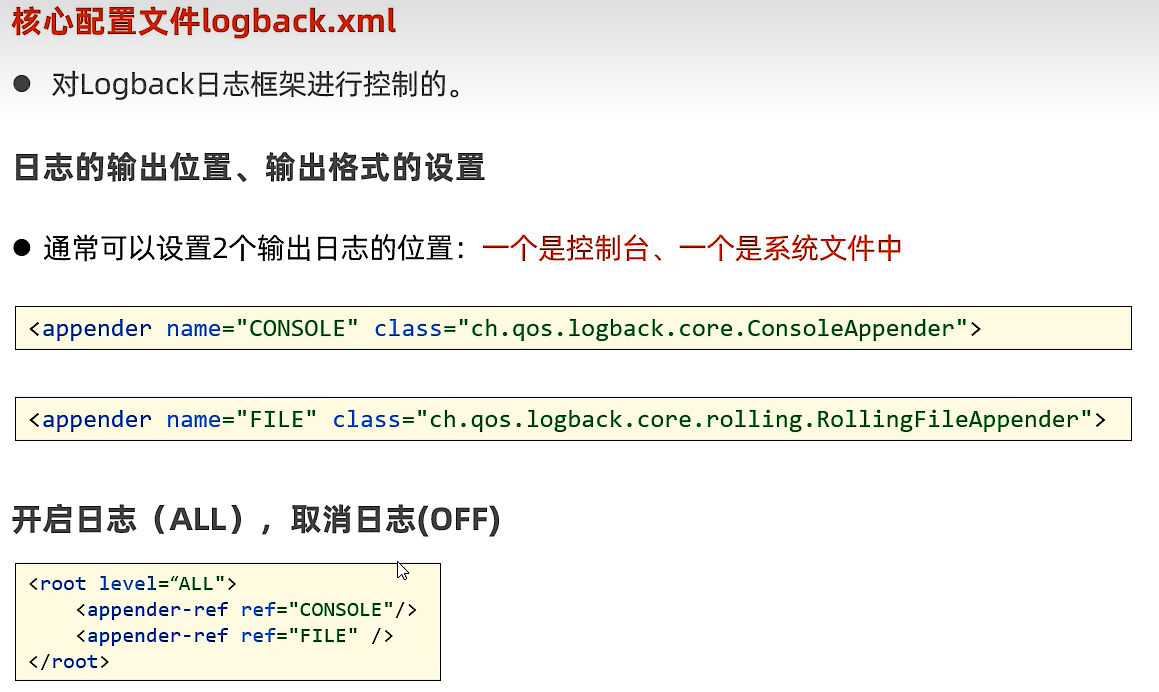 核心配置文件logback.xml
● 对Logback日志框架进行控制的。
日志的输出位置、输出格式的设置
● 通常可以设置2个输出日志的位置：一个是控制台、一个是系统文件中
<appender name="CONSOLE" class="ch.qos.logback.core.ConsoleAppender">
<appender name="FILE" class="ch.qos.logback.core.rolling.RollingFileAppender">
开启日志（ALL），取消日志(OFF)
<root level=“ALL">
    <appender-ref ref="CONSOLE"/>
    <appender-ref ref="FILE" />
</root>